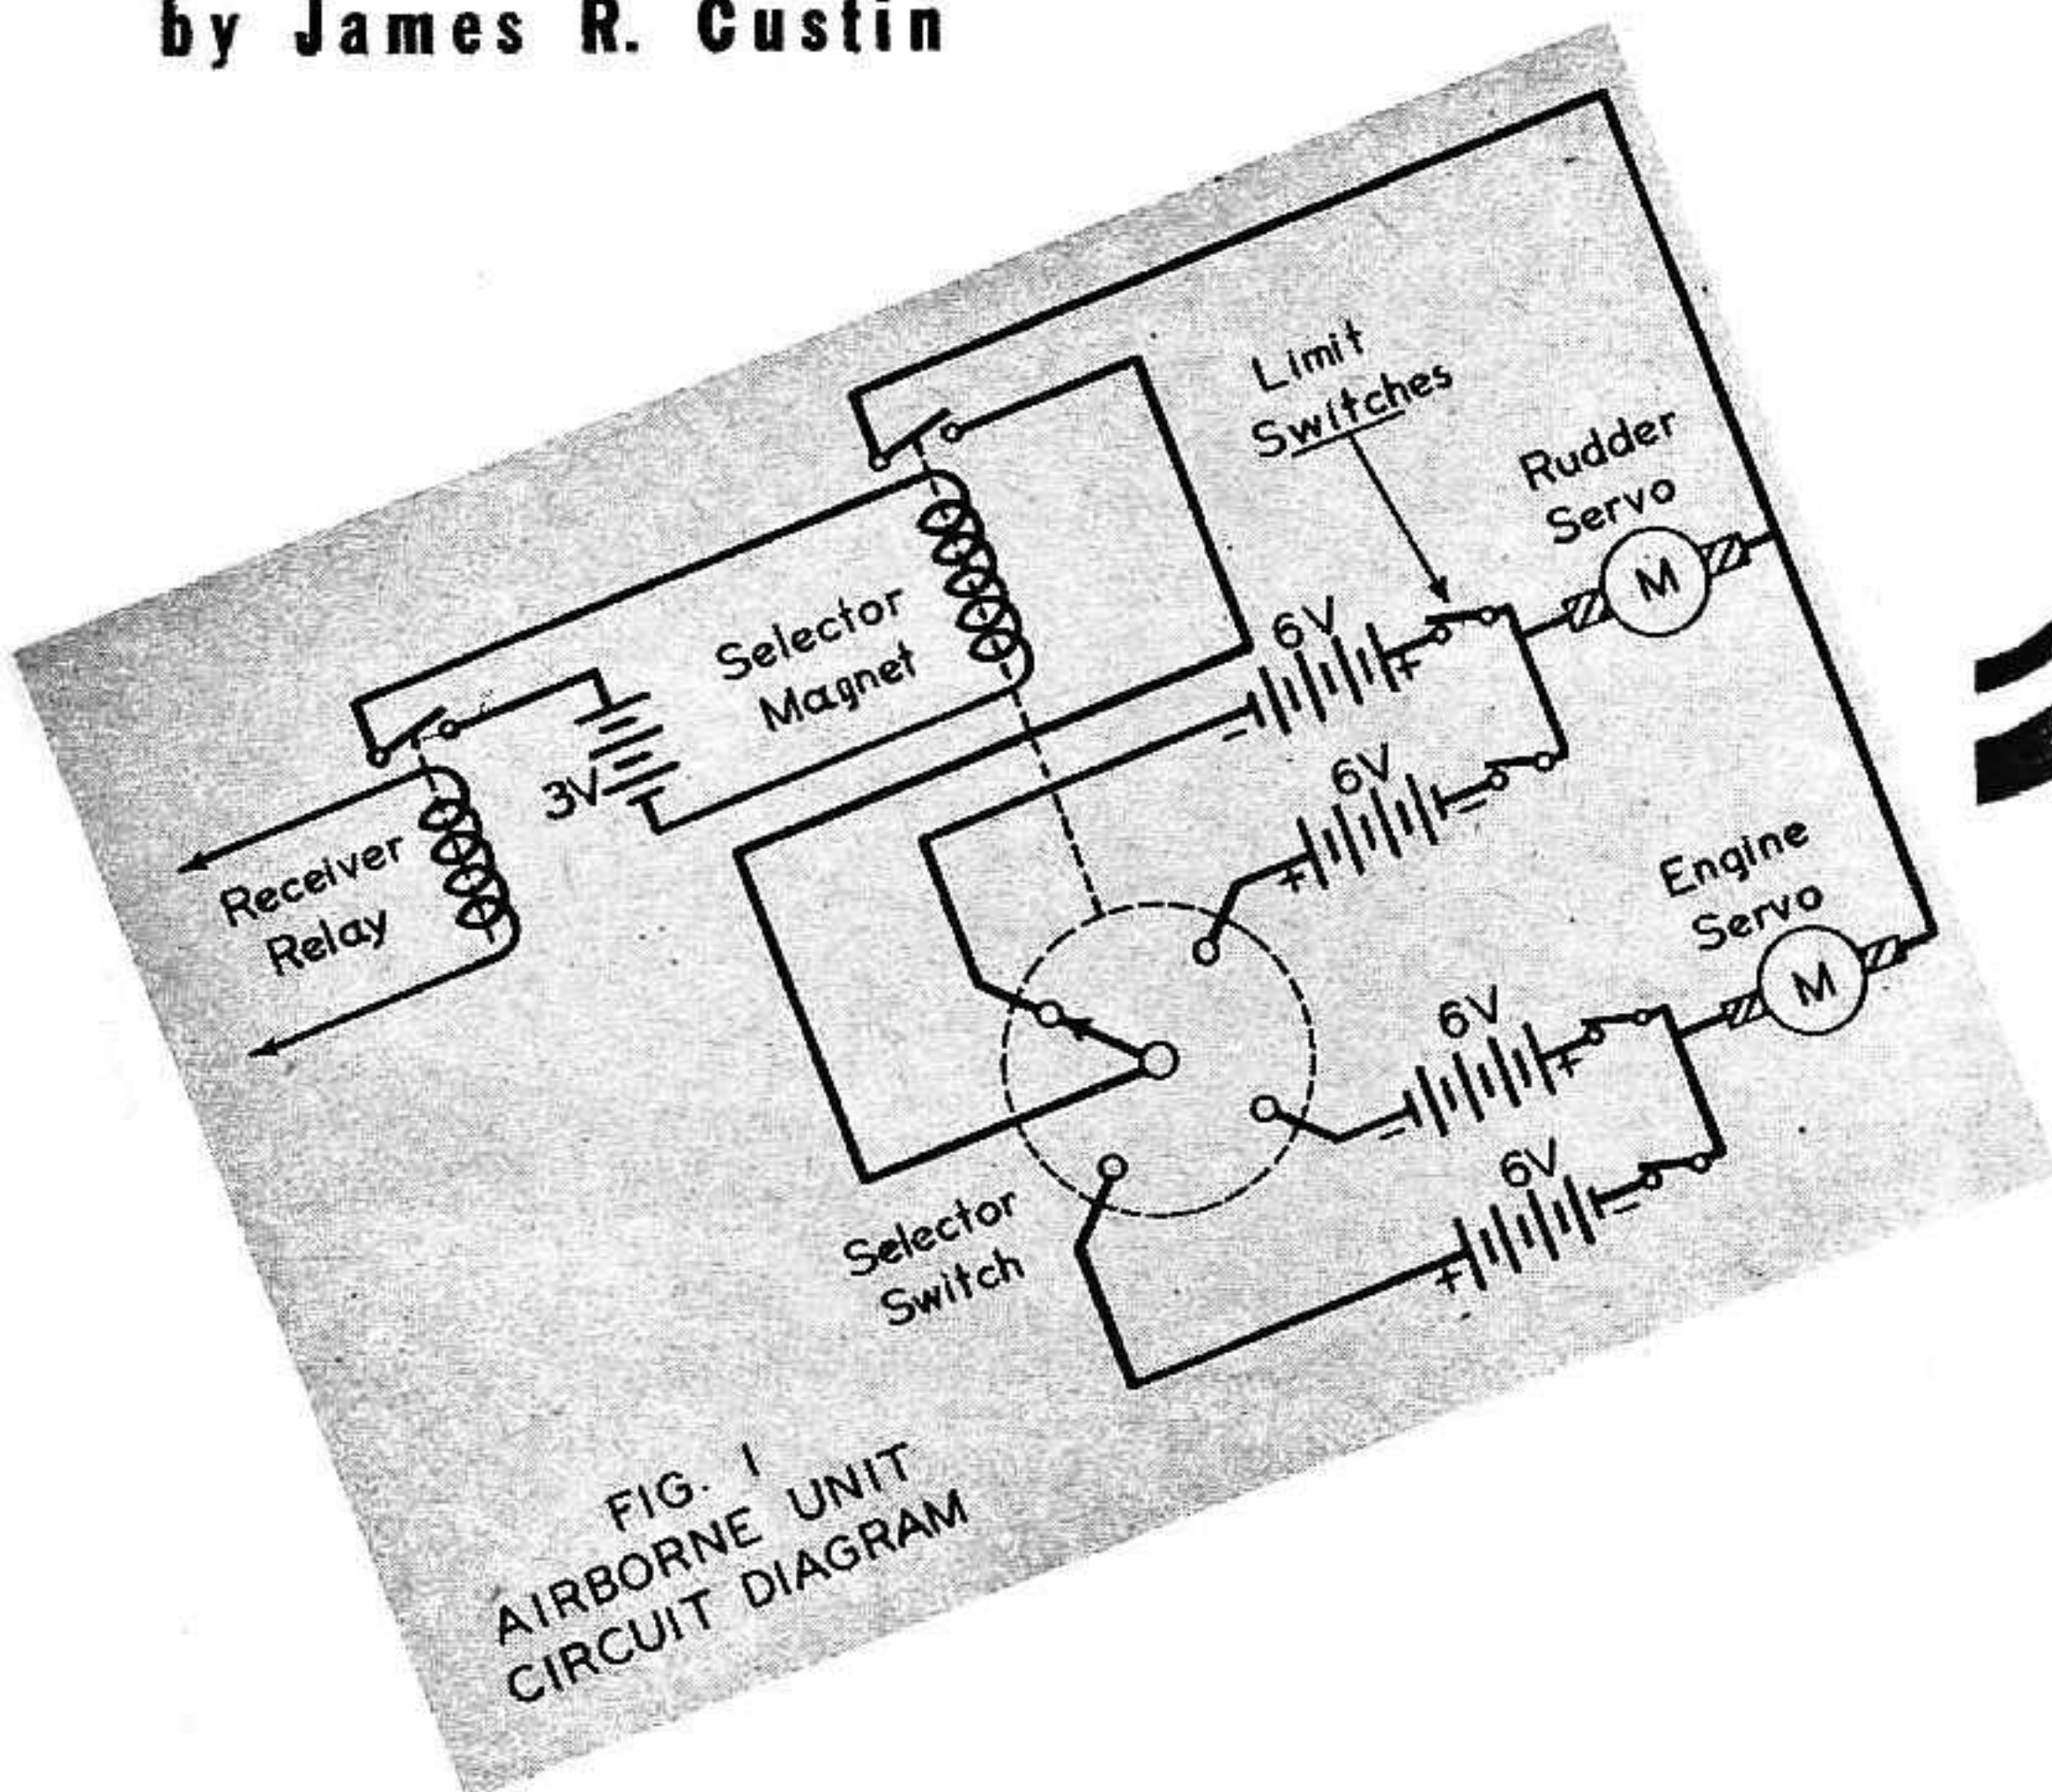 by James R. Custin
Limit
Switches
Rudder
Servo
M
Selector
Magnet
6V
+
-
6V
+
-
3V
Receiver
Relay
Engine
Servo
M
6V
+
-
6V
+
-
Selector
Switch
FIG. 1
AIRBORNE UNIT
CIRCUIT DIAGRAM